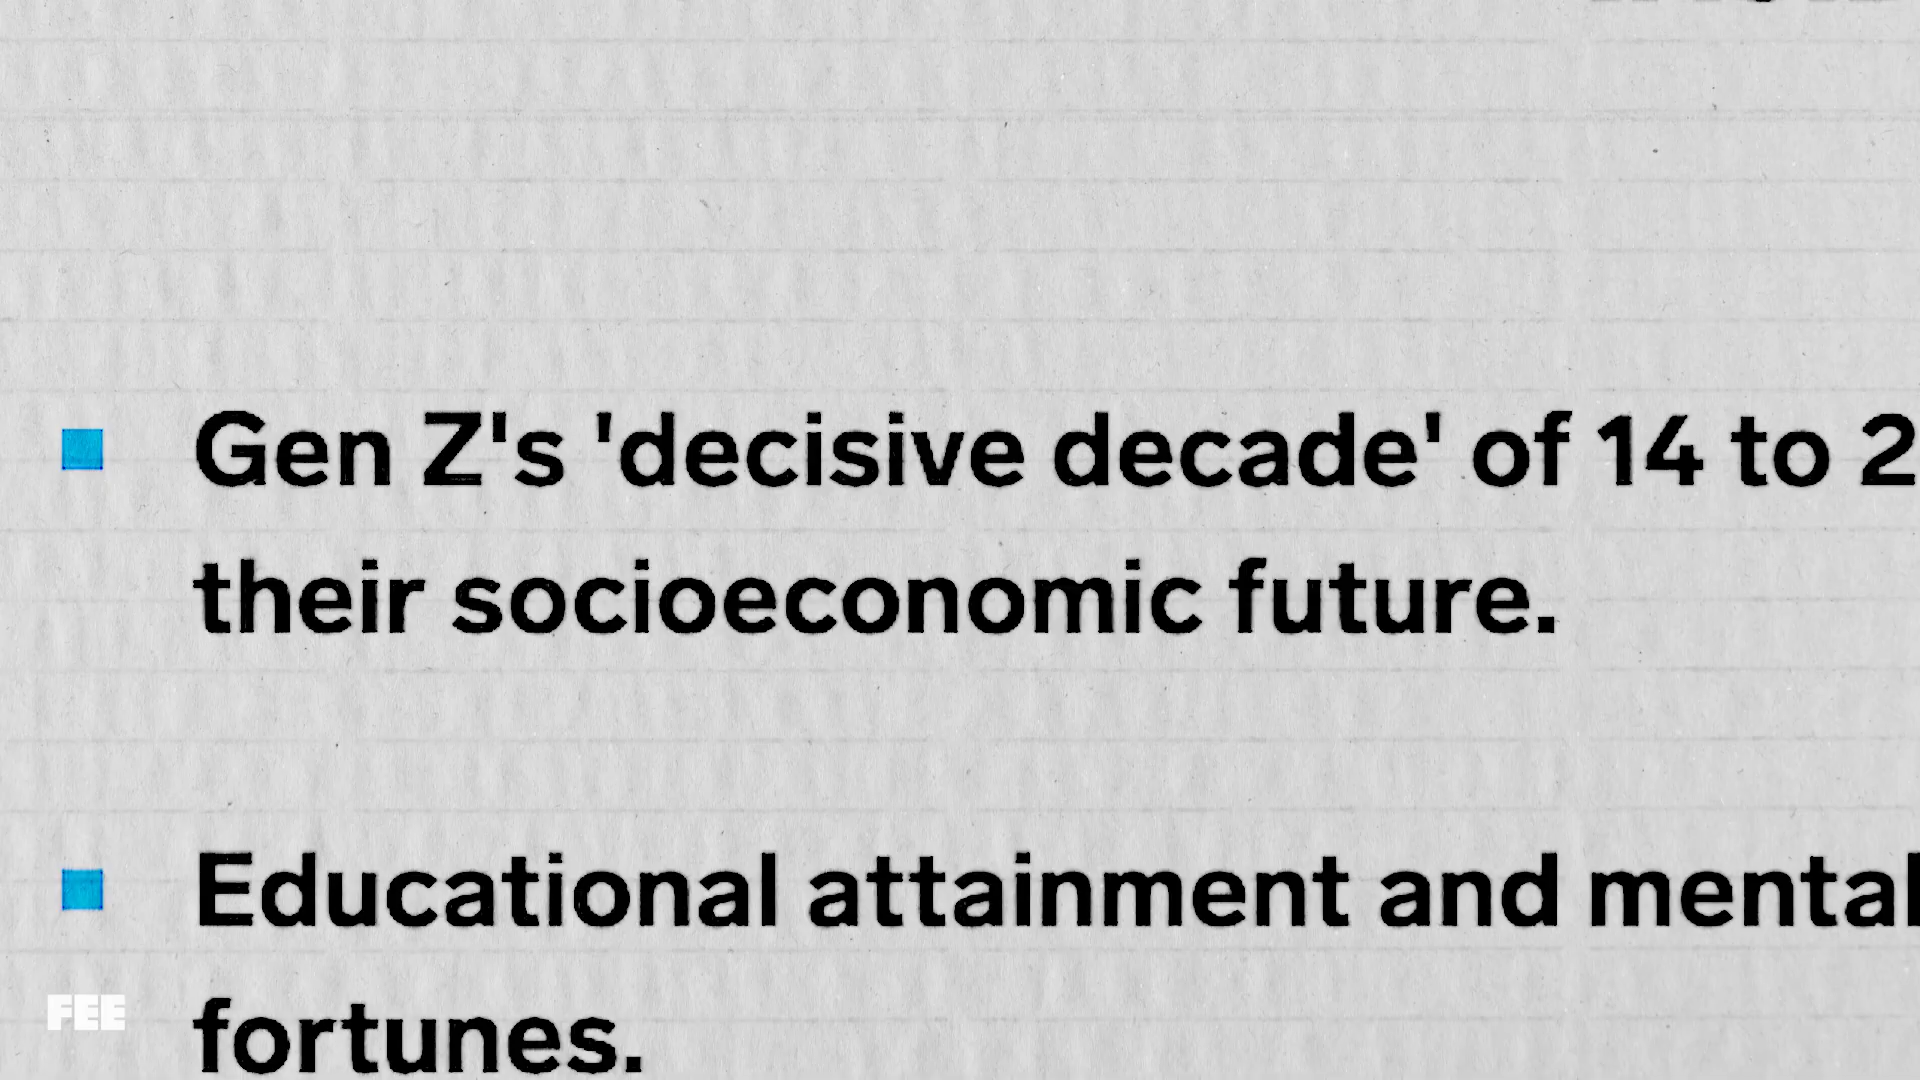 Gen Z's 'decisive decade' of 14 to 2
their socioeconomic future.
Educational attainment and mental
fortunes.
FEE